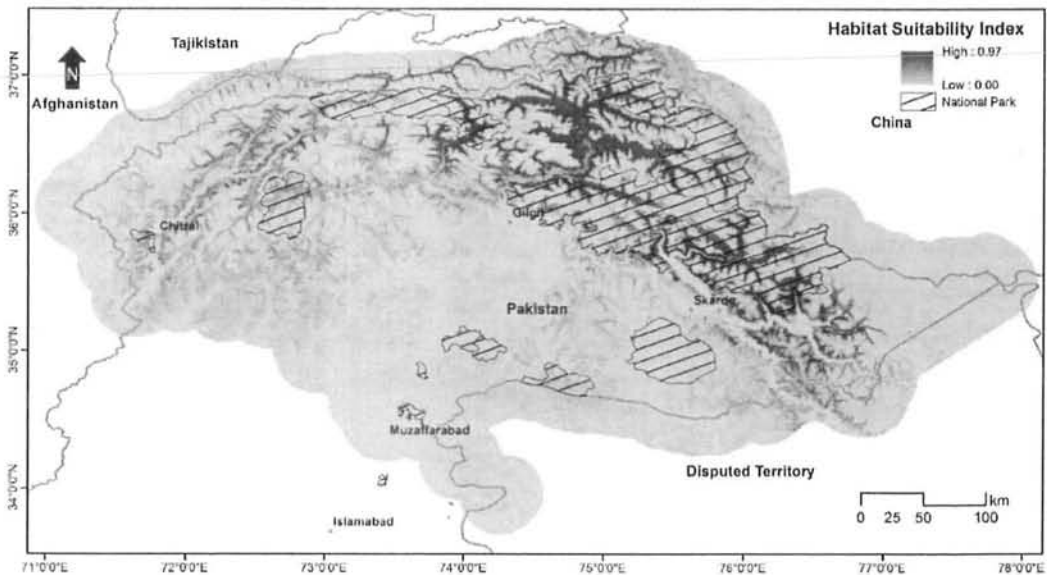 Tajikistan
Habitat Suitability Index
High : 0.97
Low : 0.00
National Park
N
Afghanistan
China
37°0'0"N
36°0'0"N
35°0'0"N
34°0'0"N
Chitral
Gilgit
Skardu
Pakistan
Muzaffarabad
Disputed Territory
Islamabad
km
0 25 50 100
71°0'0"E 72°0'0"E 73°0'0"E 74°0'0"E 75°0'0"E 76°0'0"E 77°0'0"E 78°0'0"E